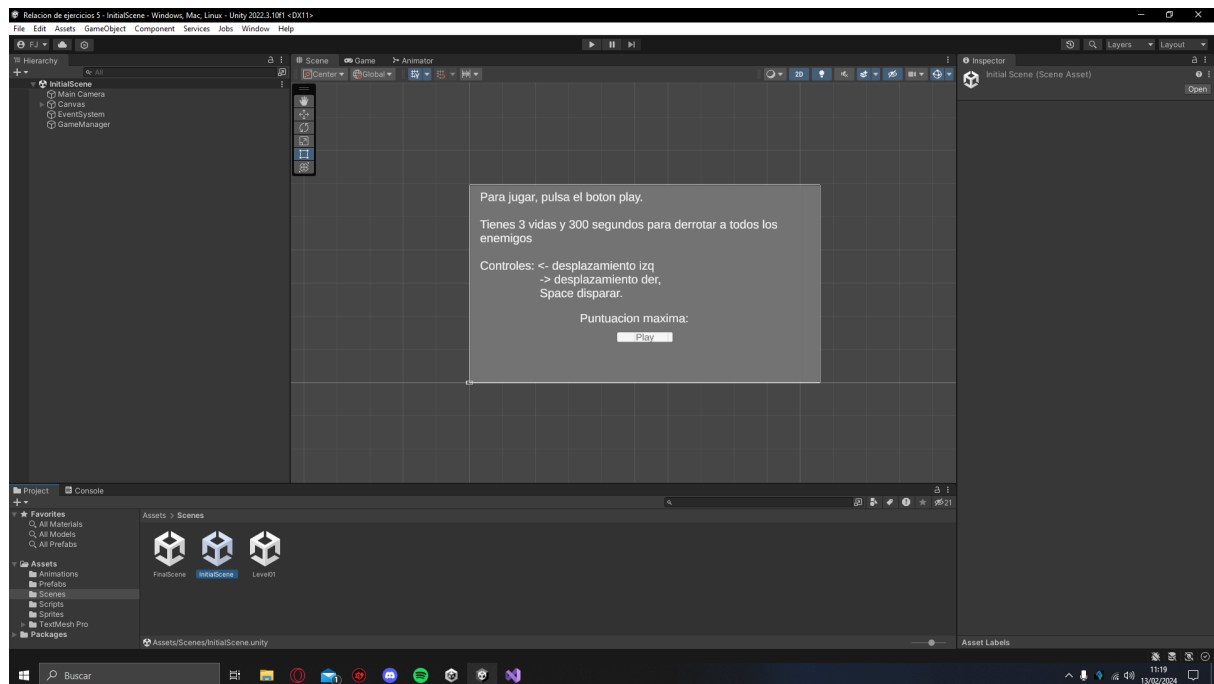 Relacion de ejercicios 5 - InitialScene - Windows, Mac, Linux - Unity 2022.3.10f1 <DX11>
File Edit Assets GameObject Component Services Jobs Window Help
FJ
Layers Layout
Hierarchy
Scene Game Animator
Inspector
All
Center Global
2D
Initial Scene (Scene Asset)
Open
InitialScene
Main Camera
Canvas
EventSystem
GameManager
Para jugar, pulsa el boton play.
Tienes 3 vidas y 300 segundos para derrotar a todos los
enemigos
Controles: <- desplazamiento izq
-> desplazamiento der,
Space disparar.
Puntuacion maxima:
Play
Project Console
21
Favorites
All Materials
All Models
All Prefabs
Assets
Animations
Prefabs
Scenes
Scripts
Sprites
TextMesh Pro
Packages
Assets > Scenes
FinalScene InitialScene Level01
Assets/Scenes/InitialScene.unity
Asset Labels
Buscar
11:19
13/02/2024